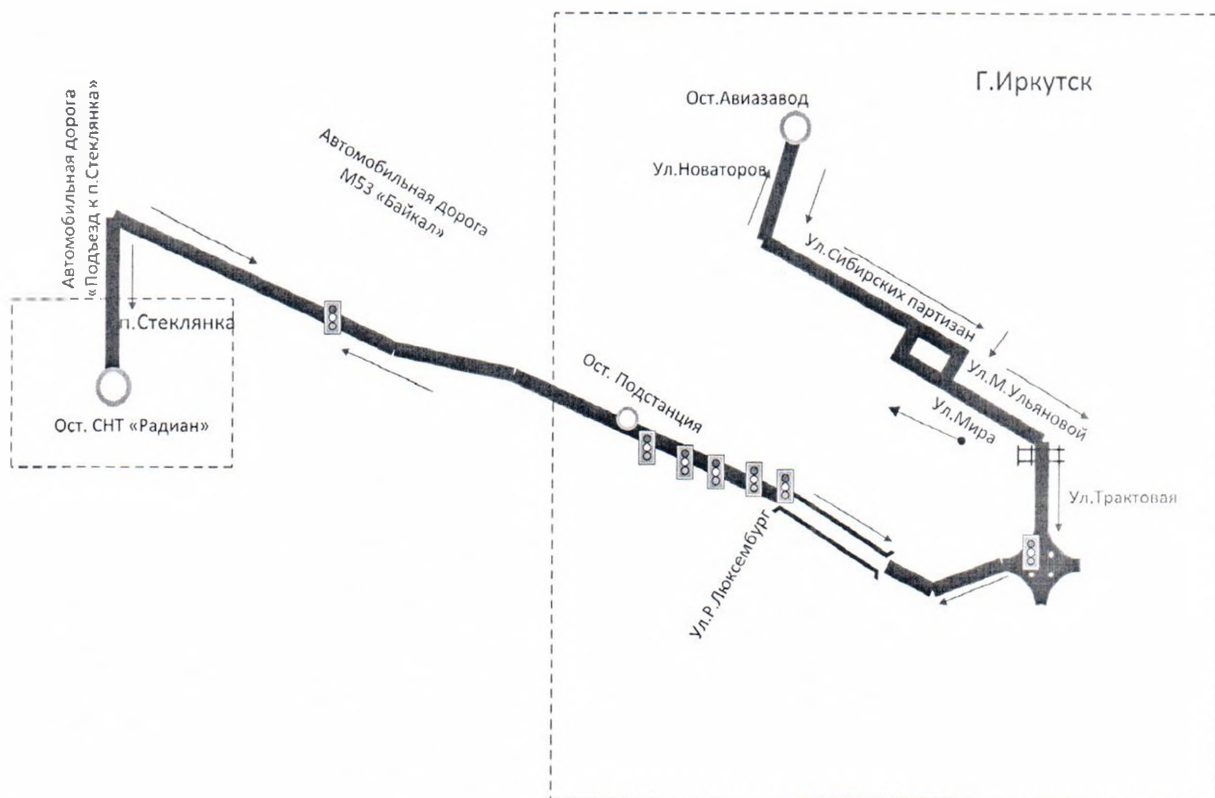 Г.Иркутск
Ост.Авиазавод
Ул.Новаторов
Автомобильная дорога
«Подъезд к п.Стеклянка»
Автомобильная дорога
М53 «Байкал»
Ул.Сибирских партизан
п.Стеклянка
Ост. Подстанция
Ул.М.Ульяновой
Ул.Мира
Ост. СНТ «Радиан»
Ул.Трактовая
Ул.Р.Люксембург